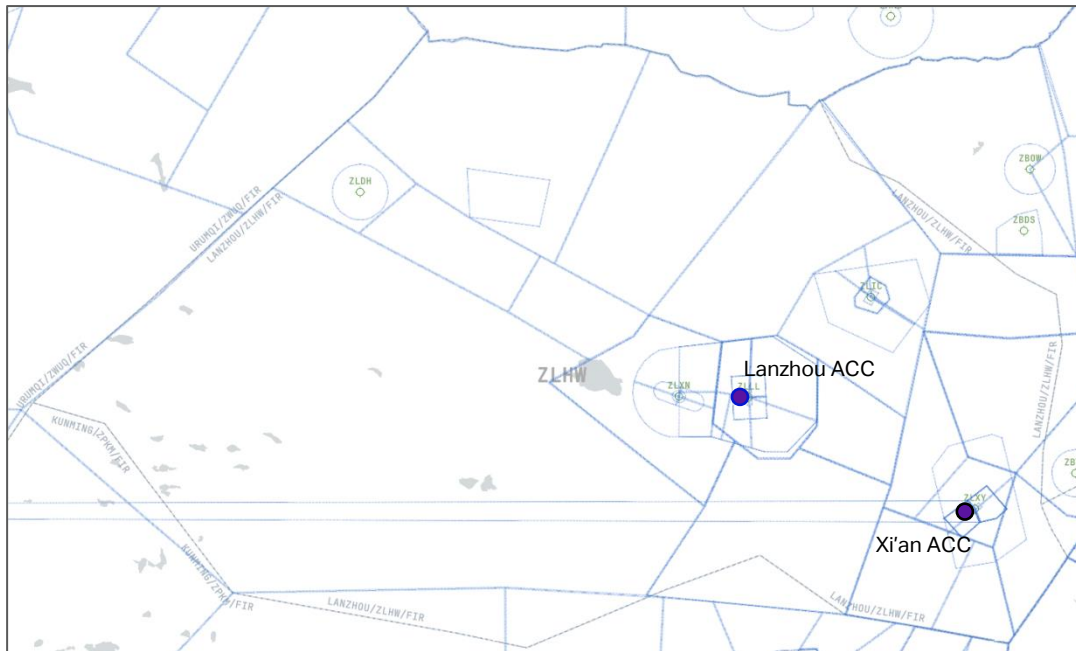 ZLDH
ZBOW
URUMQI/ZWUQ/FIR
LANZHOU/ZLHW/FIR
LANZHOU/ZLHW/FIR
ZBDS
ZLIC
Lanzhou ACC
ZLHW
ZLXN
ZLLL
URUMQI/ZWUQ/FIR
KUNMING/ZPKM/FIR
LANZHOU/ZLHW/FIR
ZLXY
Xi'an ACC
KUNMING/ZPKM/FIR
LANZHOU/ZLHW/FIR
LANZHOU/ZLHW/FIR